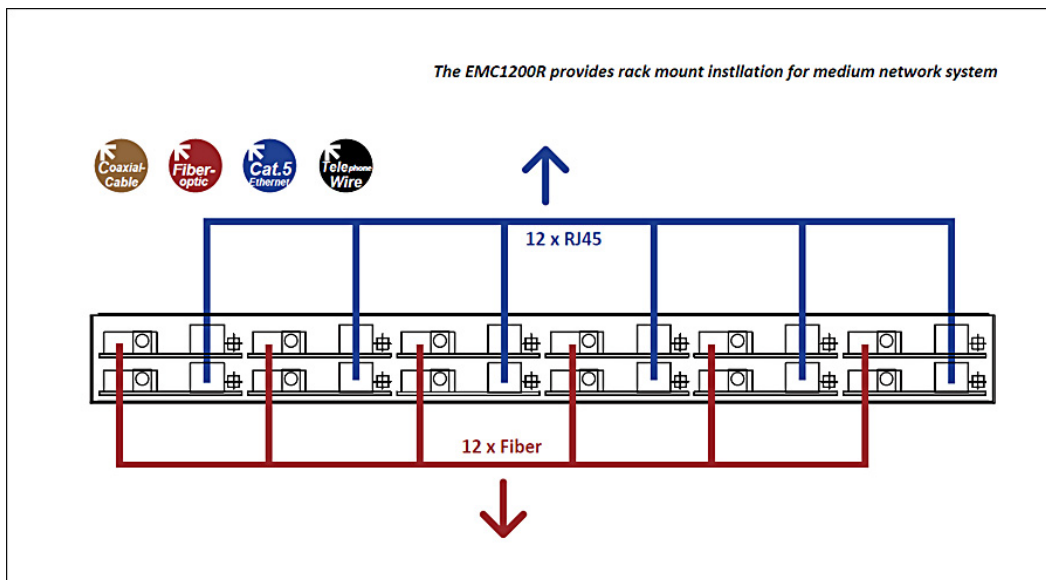 The EMC1200R provides rack mount instllation for medium network system
Coaxial-
Cable
Fiber-
optic
Cat.5
Ethernet
Telephone
Wire
12 x RJ45
12 x Fiber